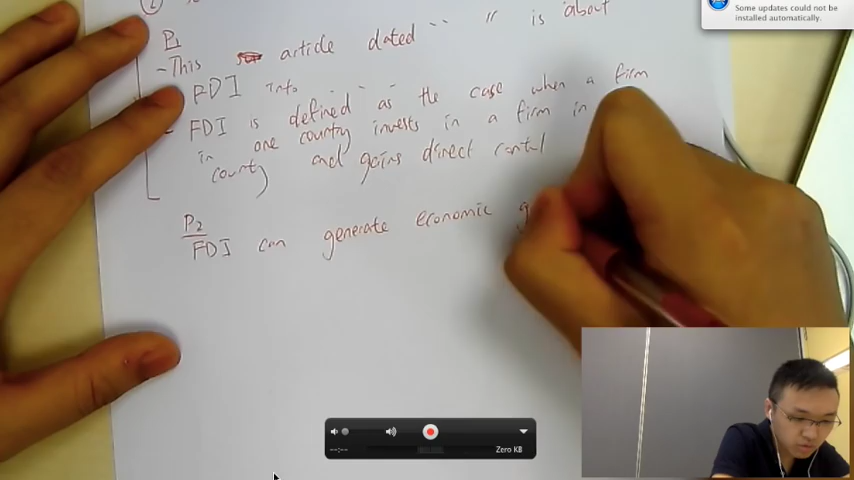 2
P1
- This article dated " " is about
FDI into
FDI is defined as the case when a firm
in one country invests in a firm in
country and gains direct control
P2
FDI can generate economic g
Some updates could not be
installed automatically.
--:--
Zero KB